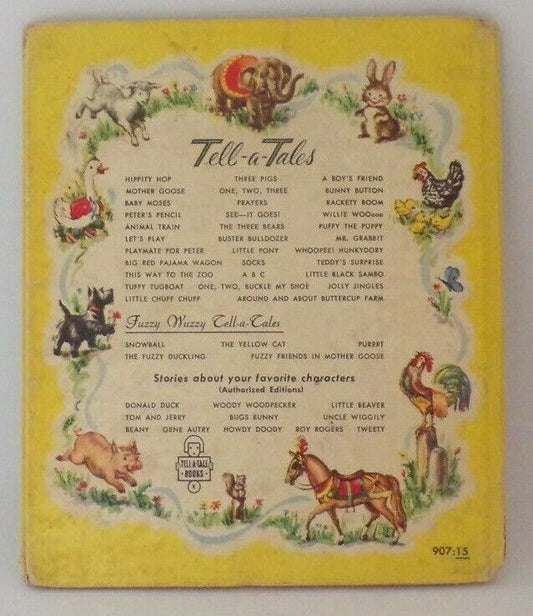 Tell-a-Tales
HIPPITY HOP THREE PIGS A BOY'S FRIEND
MOTHER GOOSE ONE, TWO, THREE BUNNY BUTTON
BABY MOSES PRAYERS RACKETY BOOM
PETER'S PENCIL SEE—IT GOES! WILLIE WOOooo
ANIMAL TRAIN THE THREE BEARS PUFFY THE PUPPY
LET'S PLAY BUSTER BULLDOZER MR. GRABBIT
PLAYMATE FOR PETER LITTLE PONY WHOOPEE! HUNKYDORY
BIG RED PAJAMA WAGON SOCKS TEDDY'S SURPRISE
THIS WAY TO THE ZOO A B C LITTLE BLACK SAMBO
TUFFY TUGBOAT ONE, TWO, BUCKLE MY SHOE JOLLY JINGLES
LITTLE CHUFF CHUFF AROUND AND ABOUT BUTTERCUP FARM
Fuzzy Wuzzy Tell-a-Tales
SNOWBALL THE YELLOW CAT PURRRT
THE FUZZY DUCKLING FUZZY FRIENDS IN MOTHER GOOSE
Stories about your favorite characters
(Authorized Editions)
DONALD DUCK WOODY WOODPECKER LITTLE BEAVER
TOM AND JERRY BUGS BUNNY UNCLE WIGGILY
BEANY GENE AUTRY HOWDY DOODY ROY ROGERS TWEETY
TELL-A-TALE
BOOKS
907:15